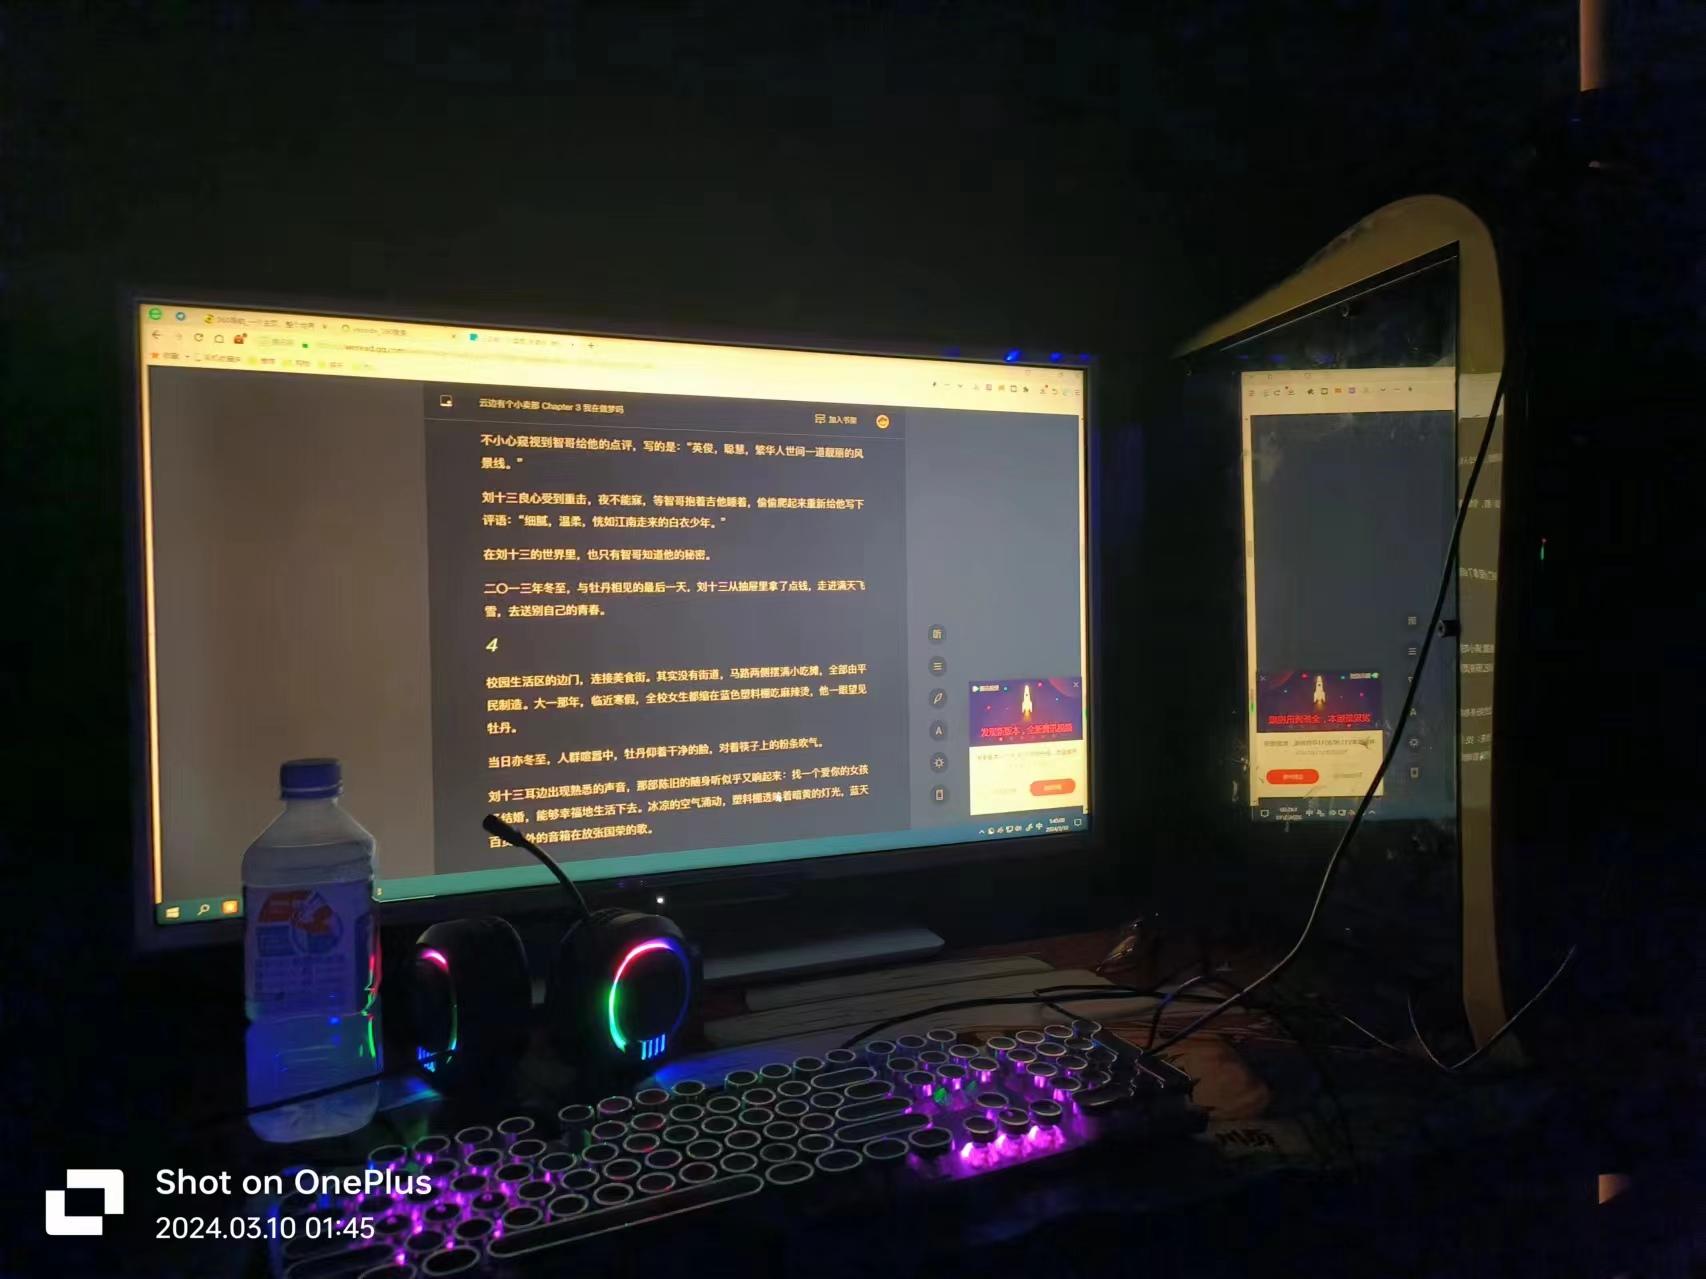 weread.qq.
云边有个小卖部 Chapter 3 我在做梦吗
加入书架
不小心窥视到智哥给他的点评，写的是：“英俊，聪慧，繁华人世间一道靓丽的风
景线。”
刘十三良心受到重击，夜不能寐，等智哥抱着吉他睡着，偷偷爬起来重新给他写下
评语：“细腻，温柔，恍如江南走来的白衣少年。”
在刘十三的世界里，也只有智哥知道他的秘密。
二〇一三年冬至，与牡丹相见的最后一天，刘十三从抽屉里拿了点钱，走进满天飞
雪，去送别自己的青春。
4
校园生活区的边门，连接美食街。其实没有街道，马路两侧摆满小吃摊，全部由平
民制造。大一那年，临近寒假，全校女生都缩在蓝色塑料棚吃麻辣烫，他一眼望见
牡丹。
当日亦冬至，人群喧嚣中，牡丹仰着干净的脸，对着筷子上的粉条吹气。
刘十三耳边出现熟悉的声音，那部陈旧的随身听似乎又响起来：找一个爱你的女孩
结婚，能够幸福地生活下去。冰凉的空气涌动，塑料棚透映着暗黄的灯光，蓝天
百 外的音箱在放张国荣的歌。
听
A
发现新版本，全新腾讯视频
Shot on OnePlus
2024.03.10 01:45